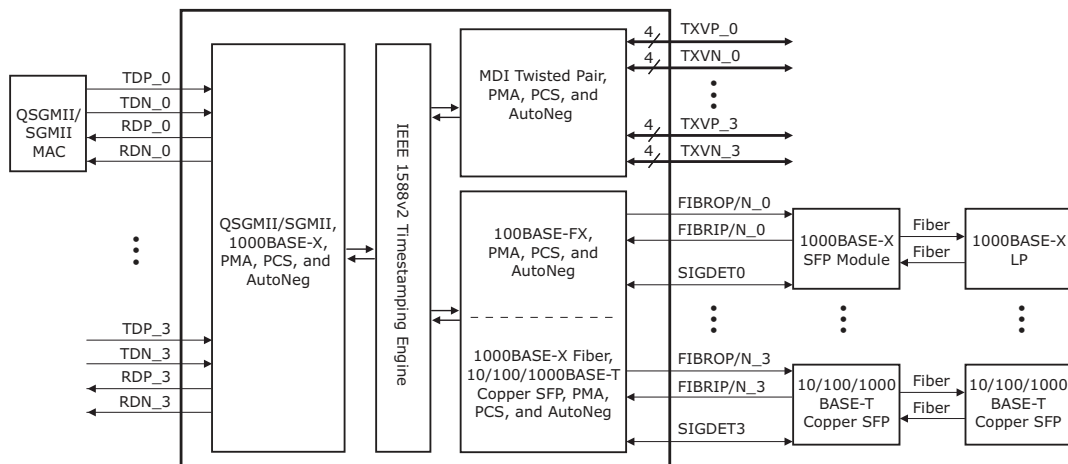 QSGMII/
SGMII
MAC
TDP_0
TDN_0
RDP_0
RDN_0
TDP_3
TDN_3
RDP_3
RDN_3
QSGMII/SGMII,
1000BASE-X,
PMA, PCS, and
AutoNeg
IEEE 1588v2 Timestamping Engine
MDI Twisted Pair,
PMA, PCS, and
AutoNeg
100BASE-FX,
PMA, PCS, and
AutoNeg
1000BASE-X Fiber,
10/100/1000BASE-T
Copper SFP, PMA,
PCS, and AutoNeg
4 TXVP_0
4 TXVN_0
4 TXVP_3
4 TXVN_3
FIBROP/N_0
FIBRIP/N_0
SIGDET0
FIBROP/N_3
FIBRIP/N_3
SIGDET3
1000BASE-X
SFP Module
Fiber
Fiber
1000BASE-X
LP
10/100/1000
BASE-T
Copper SFP
Fiber
Fiber
10/100/1000
BASE-T
Copper SFP